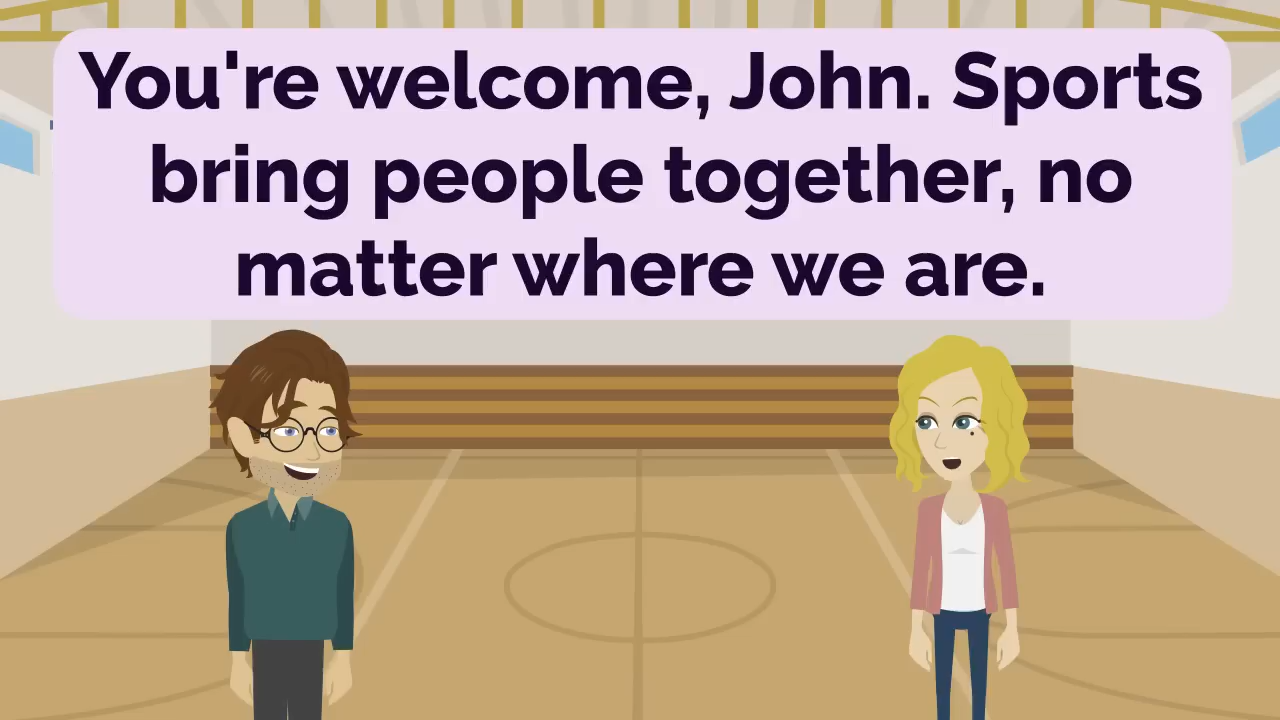 You're welcome, John. Sports
bring people together, no
matter where we are.